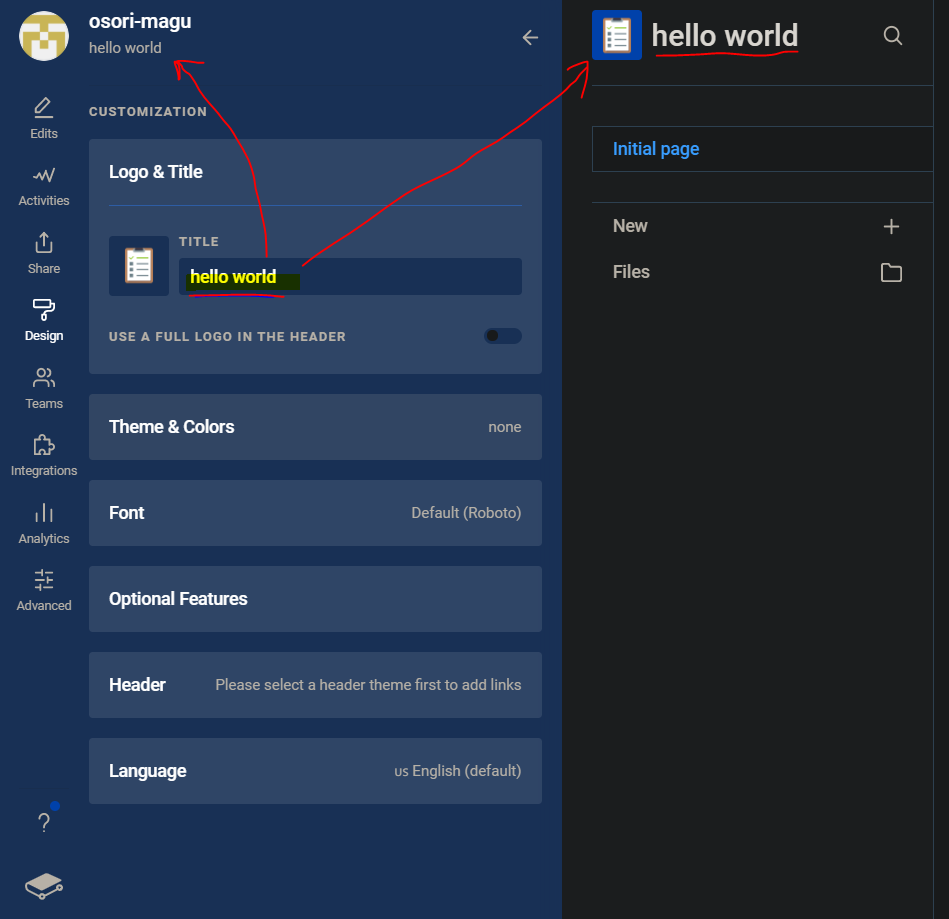 osori-magu
hello world
Edits
Activities
Share
Design
Teams
Integrations
Analytics
Advanced
?
CUSTOMIZATION
Logo & Title
TITLE
hello world
USE A FULL LOGO IN THE HEADER
Theme & Colors none
Font Default (Roboto)
Optional Features
Header Please select a header theme first to add links
Language US English (default)
hello world
Initial page
New
Files